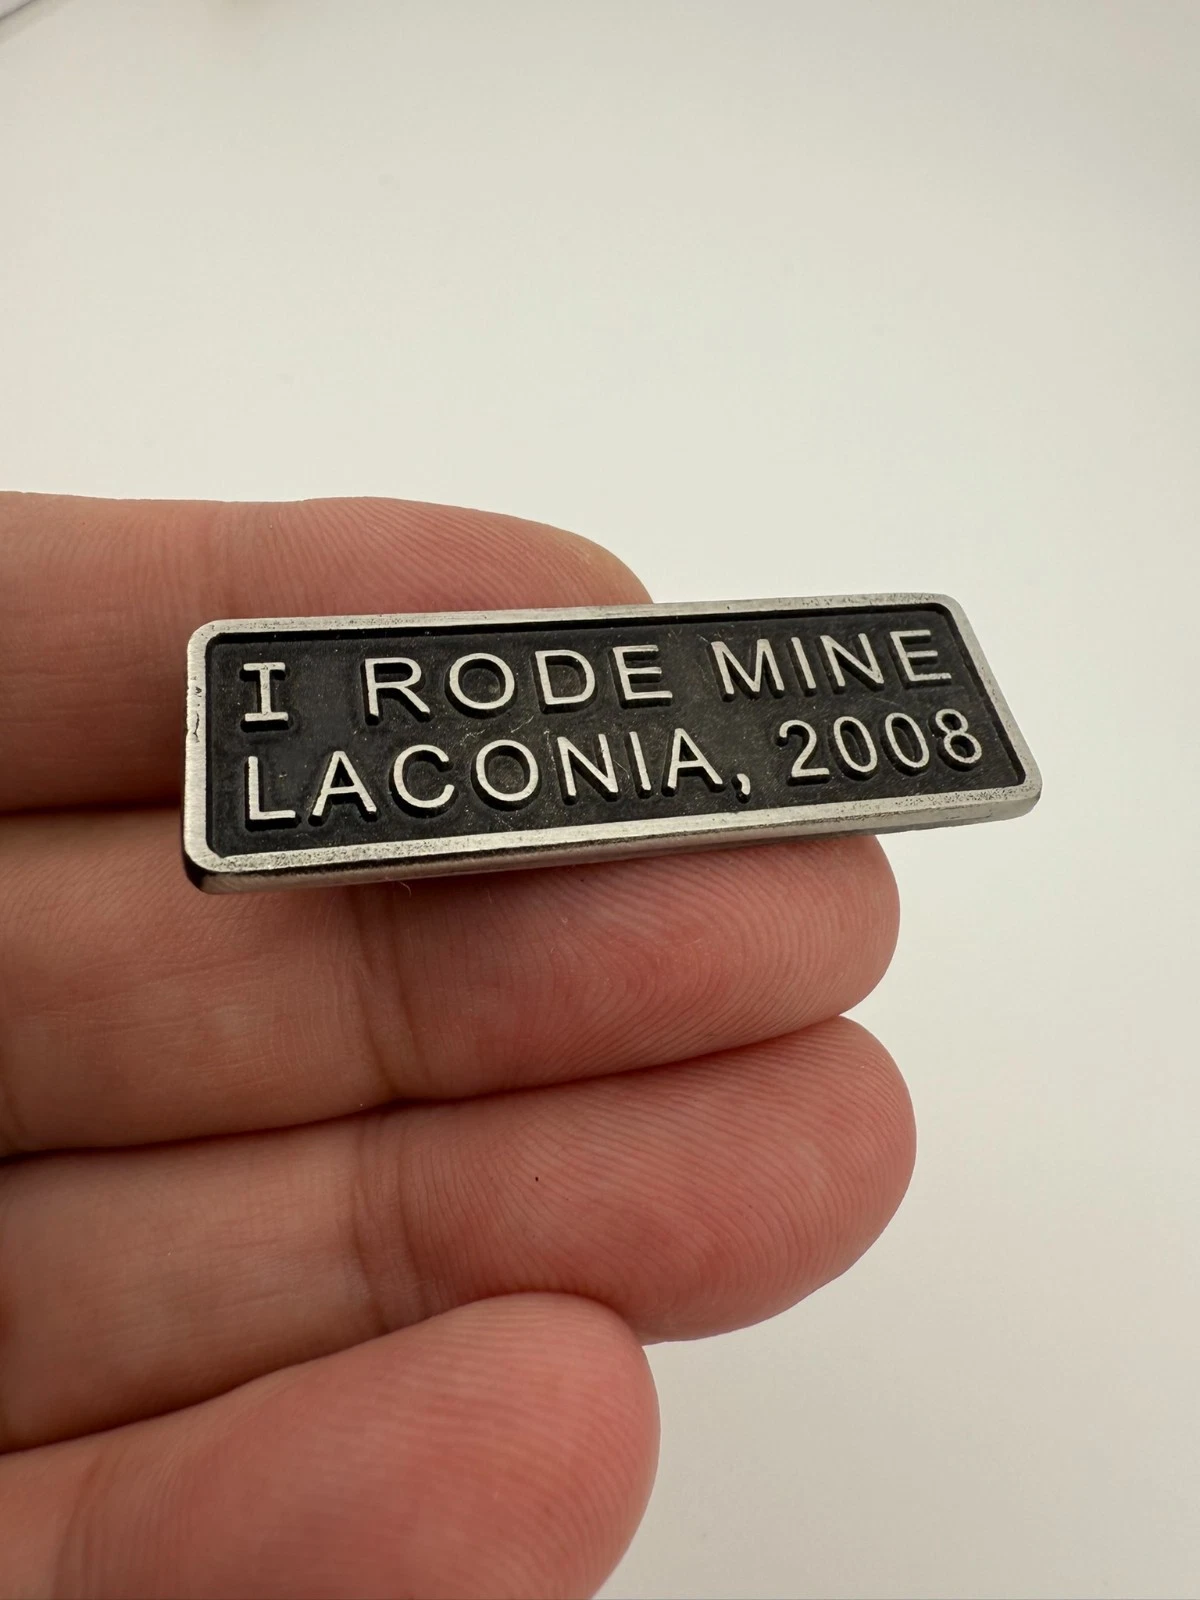 I RODE MINE
LACONIA, 2008